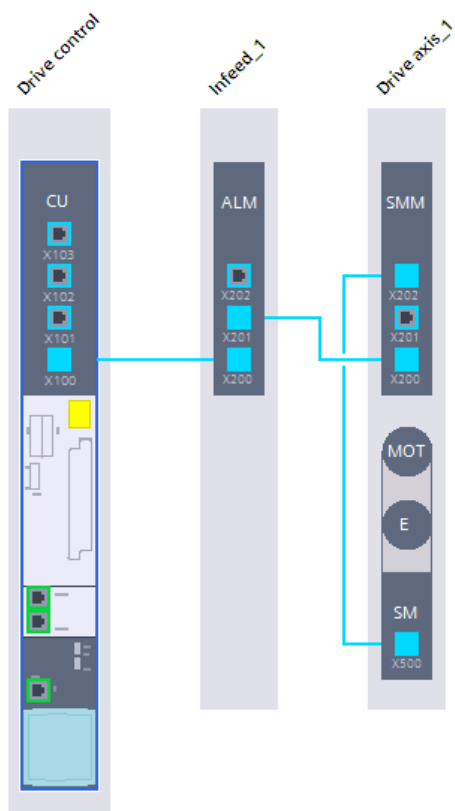 Drive control
CU
X103
X102
X101
X100
Infeed_1
ALM
X202
X201
X200
Drive axis_1
SMM
X202
X201
X200
MOT
E
SM
X500